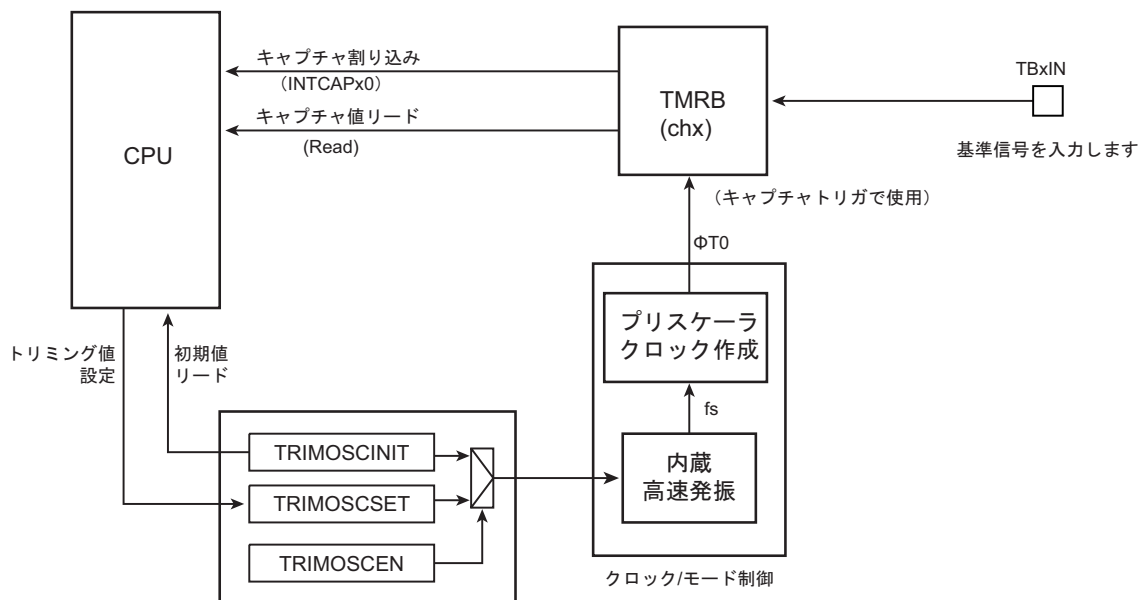 キャプチャ割り込み
(INTCAPx0)
キャプチャ値リード
(Read)
CPU
TMRB
(chx)
TBxIN
基準信号を入力します
(キャプチャトリガで使用)
ΦT0
プリスケーラ
クロック作成
トリミング値
設定
初期値
リード
fs
TRIMOSCINIT
TRIMOSCSET
TRIMOSCEN
内蔵
高速発振
クロック/モード制御